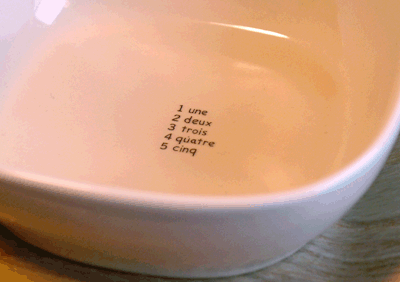 1 une
2 deux
3 trois
4 quatre
5 cinq